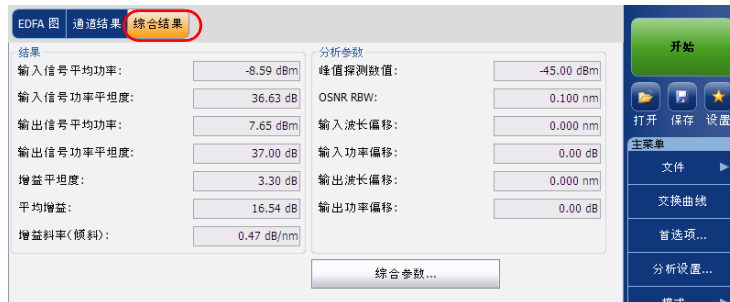 EDFA 图 通道结果 综合结果
结果
输入信号平均功率: -8.59 dBm
输入信号功率平坦度: 36.63 dB
输出信号平均功率: 7.65 dBm
输出信号功率平坦度: 37.00 dB
增益平坦度: 3.30 dB
平均增益: 16.54 dB
增益斜率(倾斜): 0.47 dB/nm
分析参数
峰值探测数值: -45.00 dBm
OSNR RBW: 0.100 nm
输入波长偏移: 0.000 nm
输入功率偏移: 0.00 dB
输出波长偏移: 0.000 nm
输出功率偏移: 0.00 dB
综合参数...
开始
打开 保存 设置
主菜单
文件
交换曲线
首选项...
分析设置...
模式